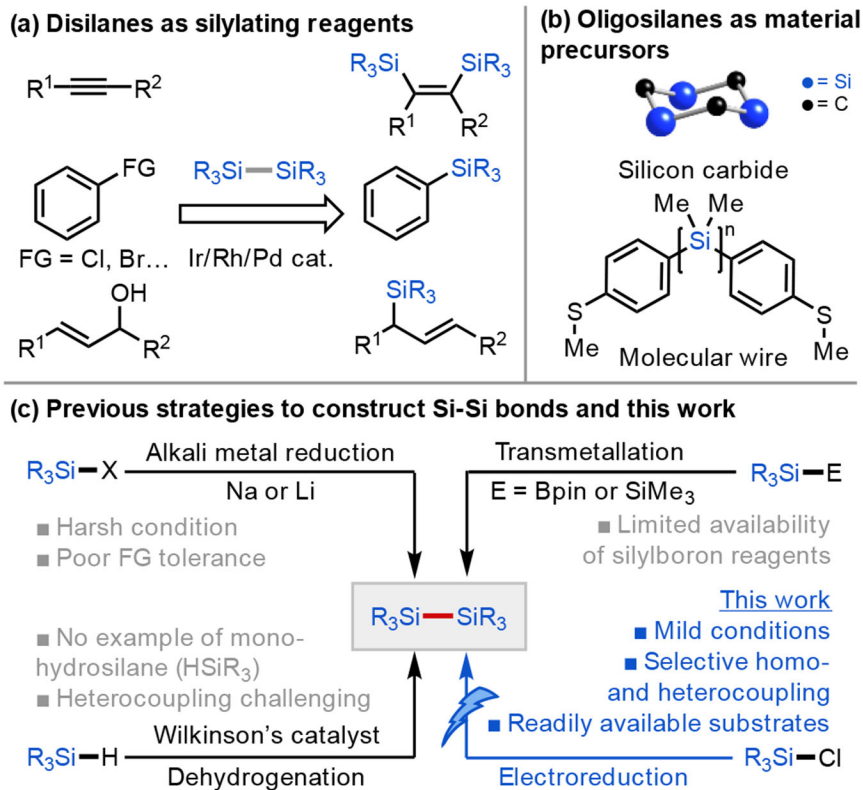 (a) Disilanes as silylating reagents
R1 R2
R3Si SiR3
R1 R2
FG
R3Si SiR3
SiR3
FG = Cl, Br...
Ir/Rh/Pd cat.
OH
R1 R2
SiR3
R1 R2
(b) Oligosilanes as material
precursors
= Si
= C
Silicon carbide
Me Me
Si n
S
Me
S
Me
Molecular wire
(c) Previous strategies to construct Si-Si bonds and this work
R3Si X
Alkali metal reduction
Na or Li
■ Harsh condition
■ Poor FG tolerance
Transmetallation
E = Bpin or SiMe3
R3Si E
■ Limited availability
of silylboron reagents
R3Si SiR3
■ No example of mono-
hydrosilane (HSiR3)
■ Heterocoupling challenging
R3Si H
Wilkinson's catalyst
Dehydrogenation
This work
■ Mild conditions
■ Selective homo-
and heterocoupling
■ Readily available substrates
R3Si Cl
Electroreduction